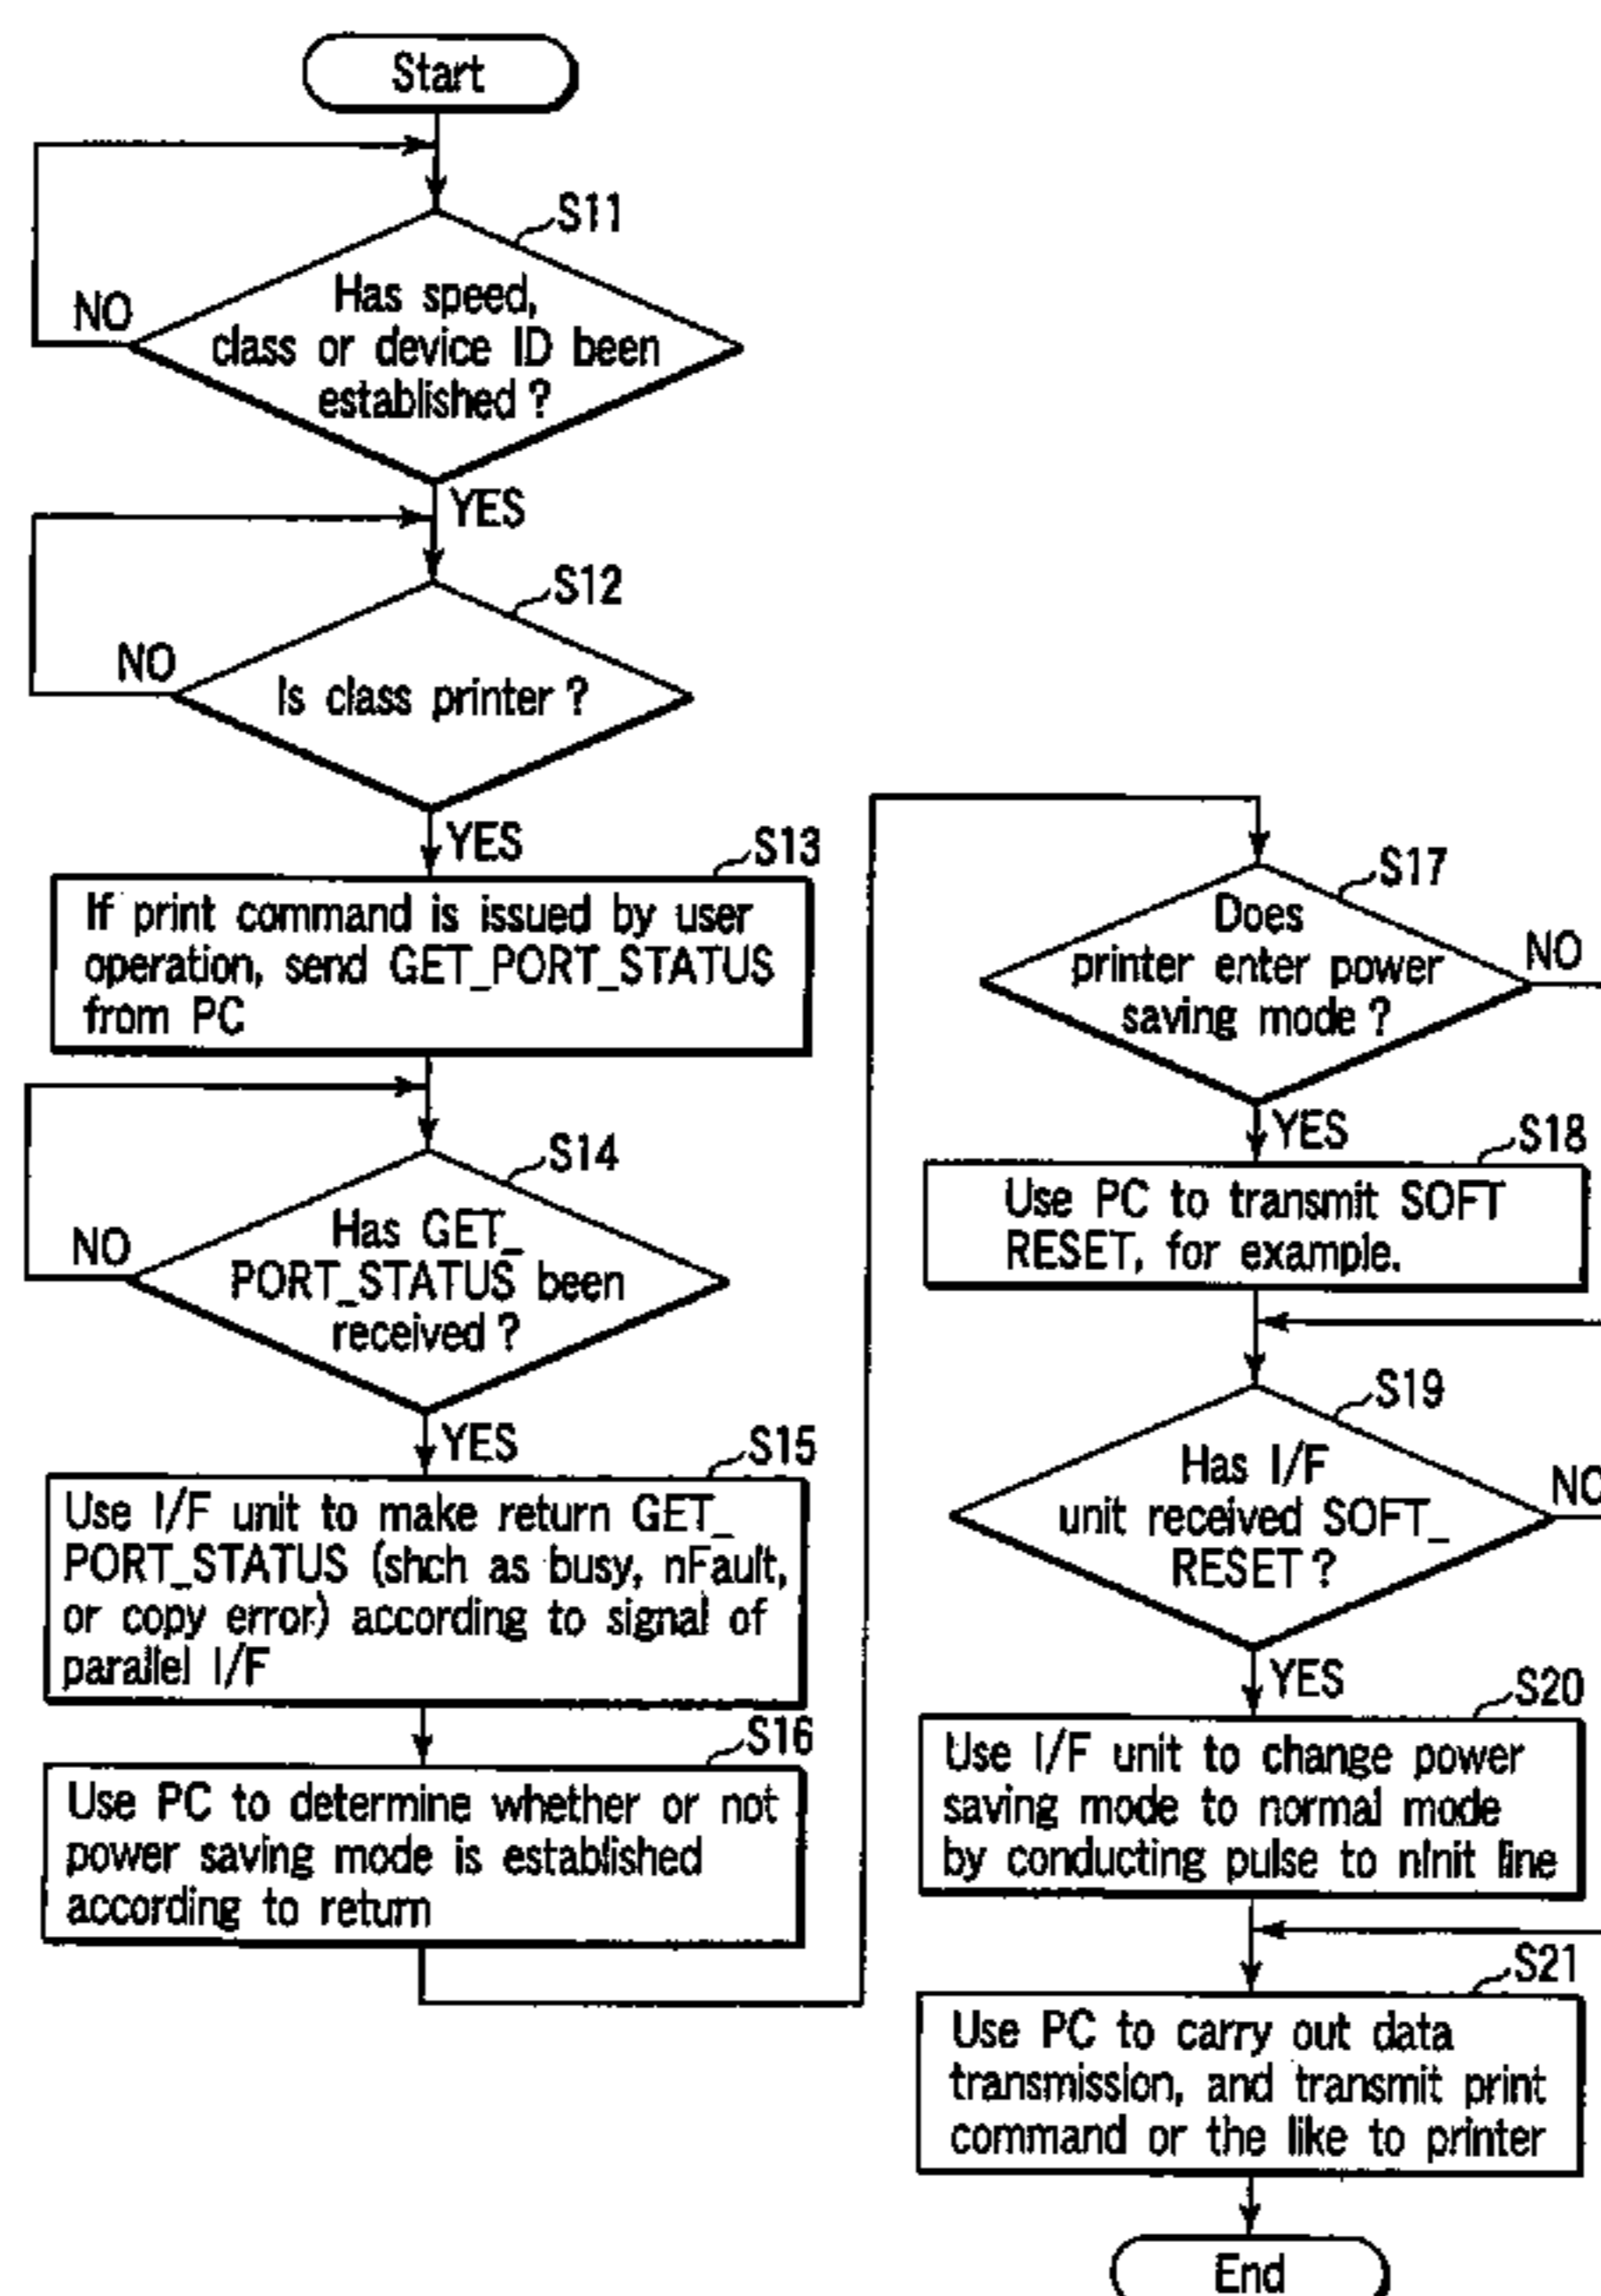 Start
S11
Has speed,
class or device ID been
established ?
NO
YES
S12
Is class printer ?
NO
YES
S13
If print command is issued by user
operation, send GET_PORT_STATUS
from PC
S14
Has GET_
PORT_STATUS been
received ?
NO
YES
S15
Use I/F unit to make return GET_
PORT_STATUS (shch as busy, nFault,
or copy error) according to signal of
parallel I/F
S16
Use PC to determine whether or not
power saving mode is established
according to return
S17
Does
printer enter power
saving mode ?
NO
YES
S18
Use PC to transmit SOFT
RESET, for example.
S19
Has I/F
unit received SOFT_
RESET ?
NO
YES
S20
Use I/F unit to change power
saving mode to normal mode
by conducting pulse to nInit line
S21
Use PC to carry out data
transmission, and transmit print
command or the like to printer
End